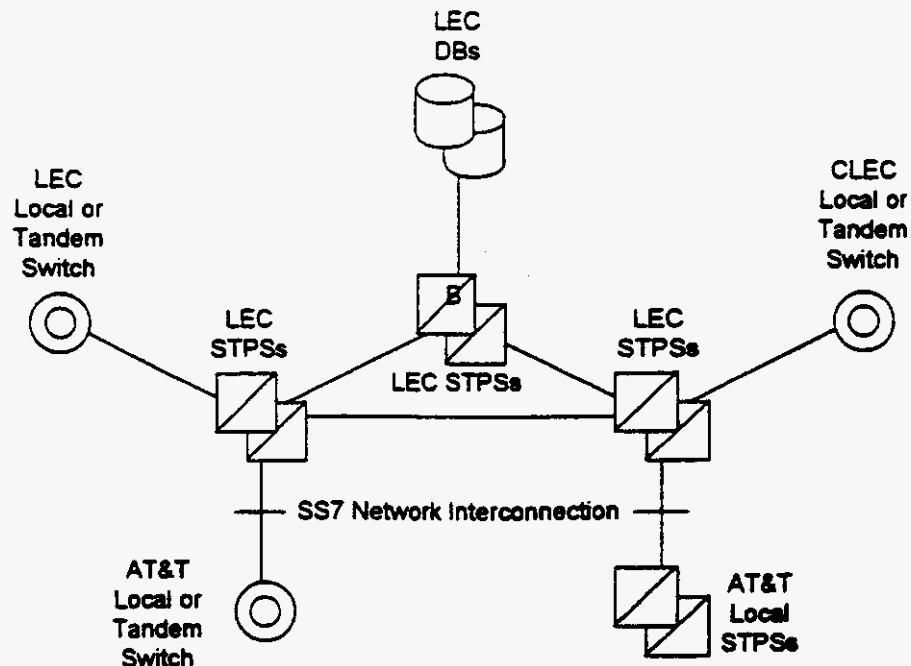 LEC
DBs
LEC
Local or
Tandem
Switch
CLEC
Local or
Tandem
Switch
B
LEC
STPSs
LEC
STPSs
LEC STPSs
SS7 Network Interconnection
AT&T
Local or
Tandem
Switch
AT&T
Local
STPSs